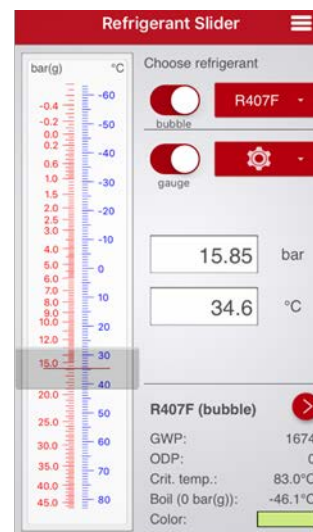 Refrigerant Slider
bar(g) °C
Choose refrigerant
R407F
bubble
gauge
-60
-0.4
-0.2
-50
0.0
0.2
-40
0.6
1.0
-30
1.5
-20
2.0
2.5
3.0
-10
4.0
5.0
0
6.0
7.0
10
8.0
9.0
10.0
20
12.0
30
15.0
40
20.0
50
25.0
60
30.0
35.0
70
40.0
45.0
80
15.85 bar
34.6 °C
R407F (bubble)
GWP: 1674
ODP: 0
Crit. temp.: 83.0°C
Boil (0 bar(g)): -46.1°C
Color: